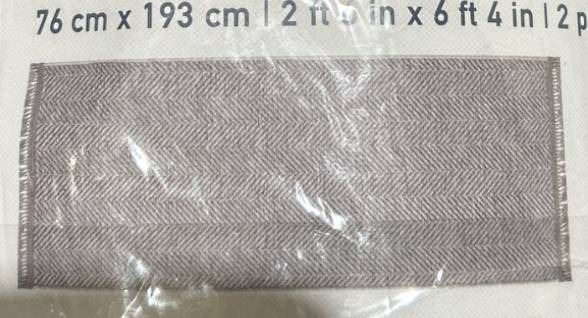 76 cm x 193 cm | 2 ft in x 6 ft 4 in | 2 p